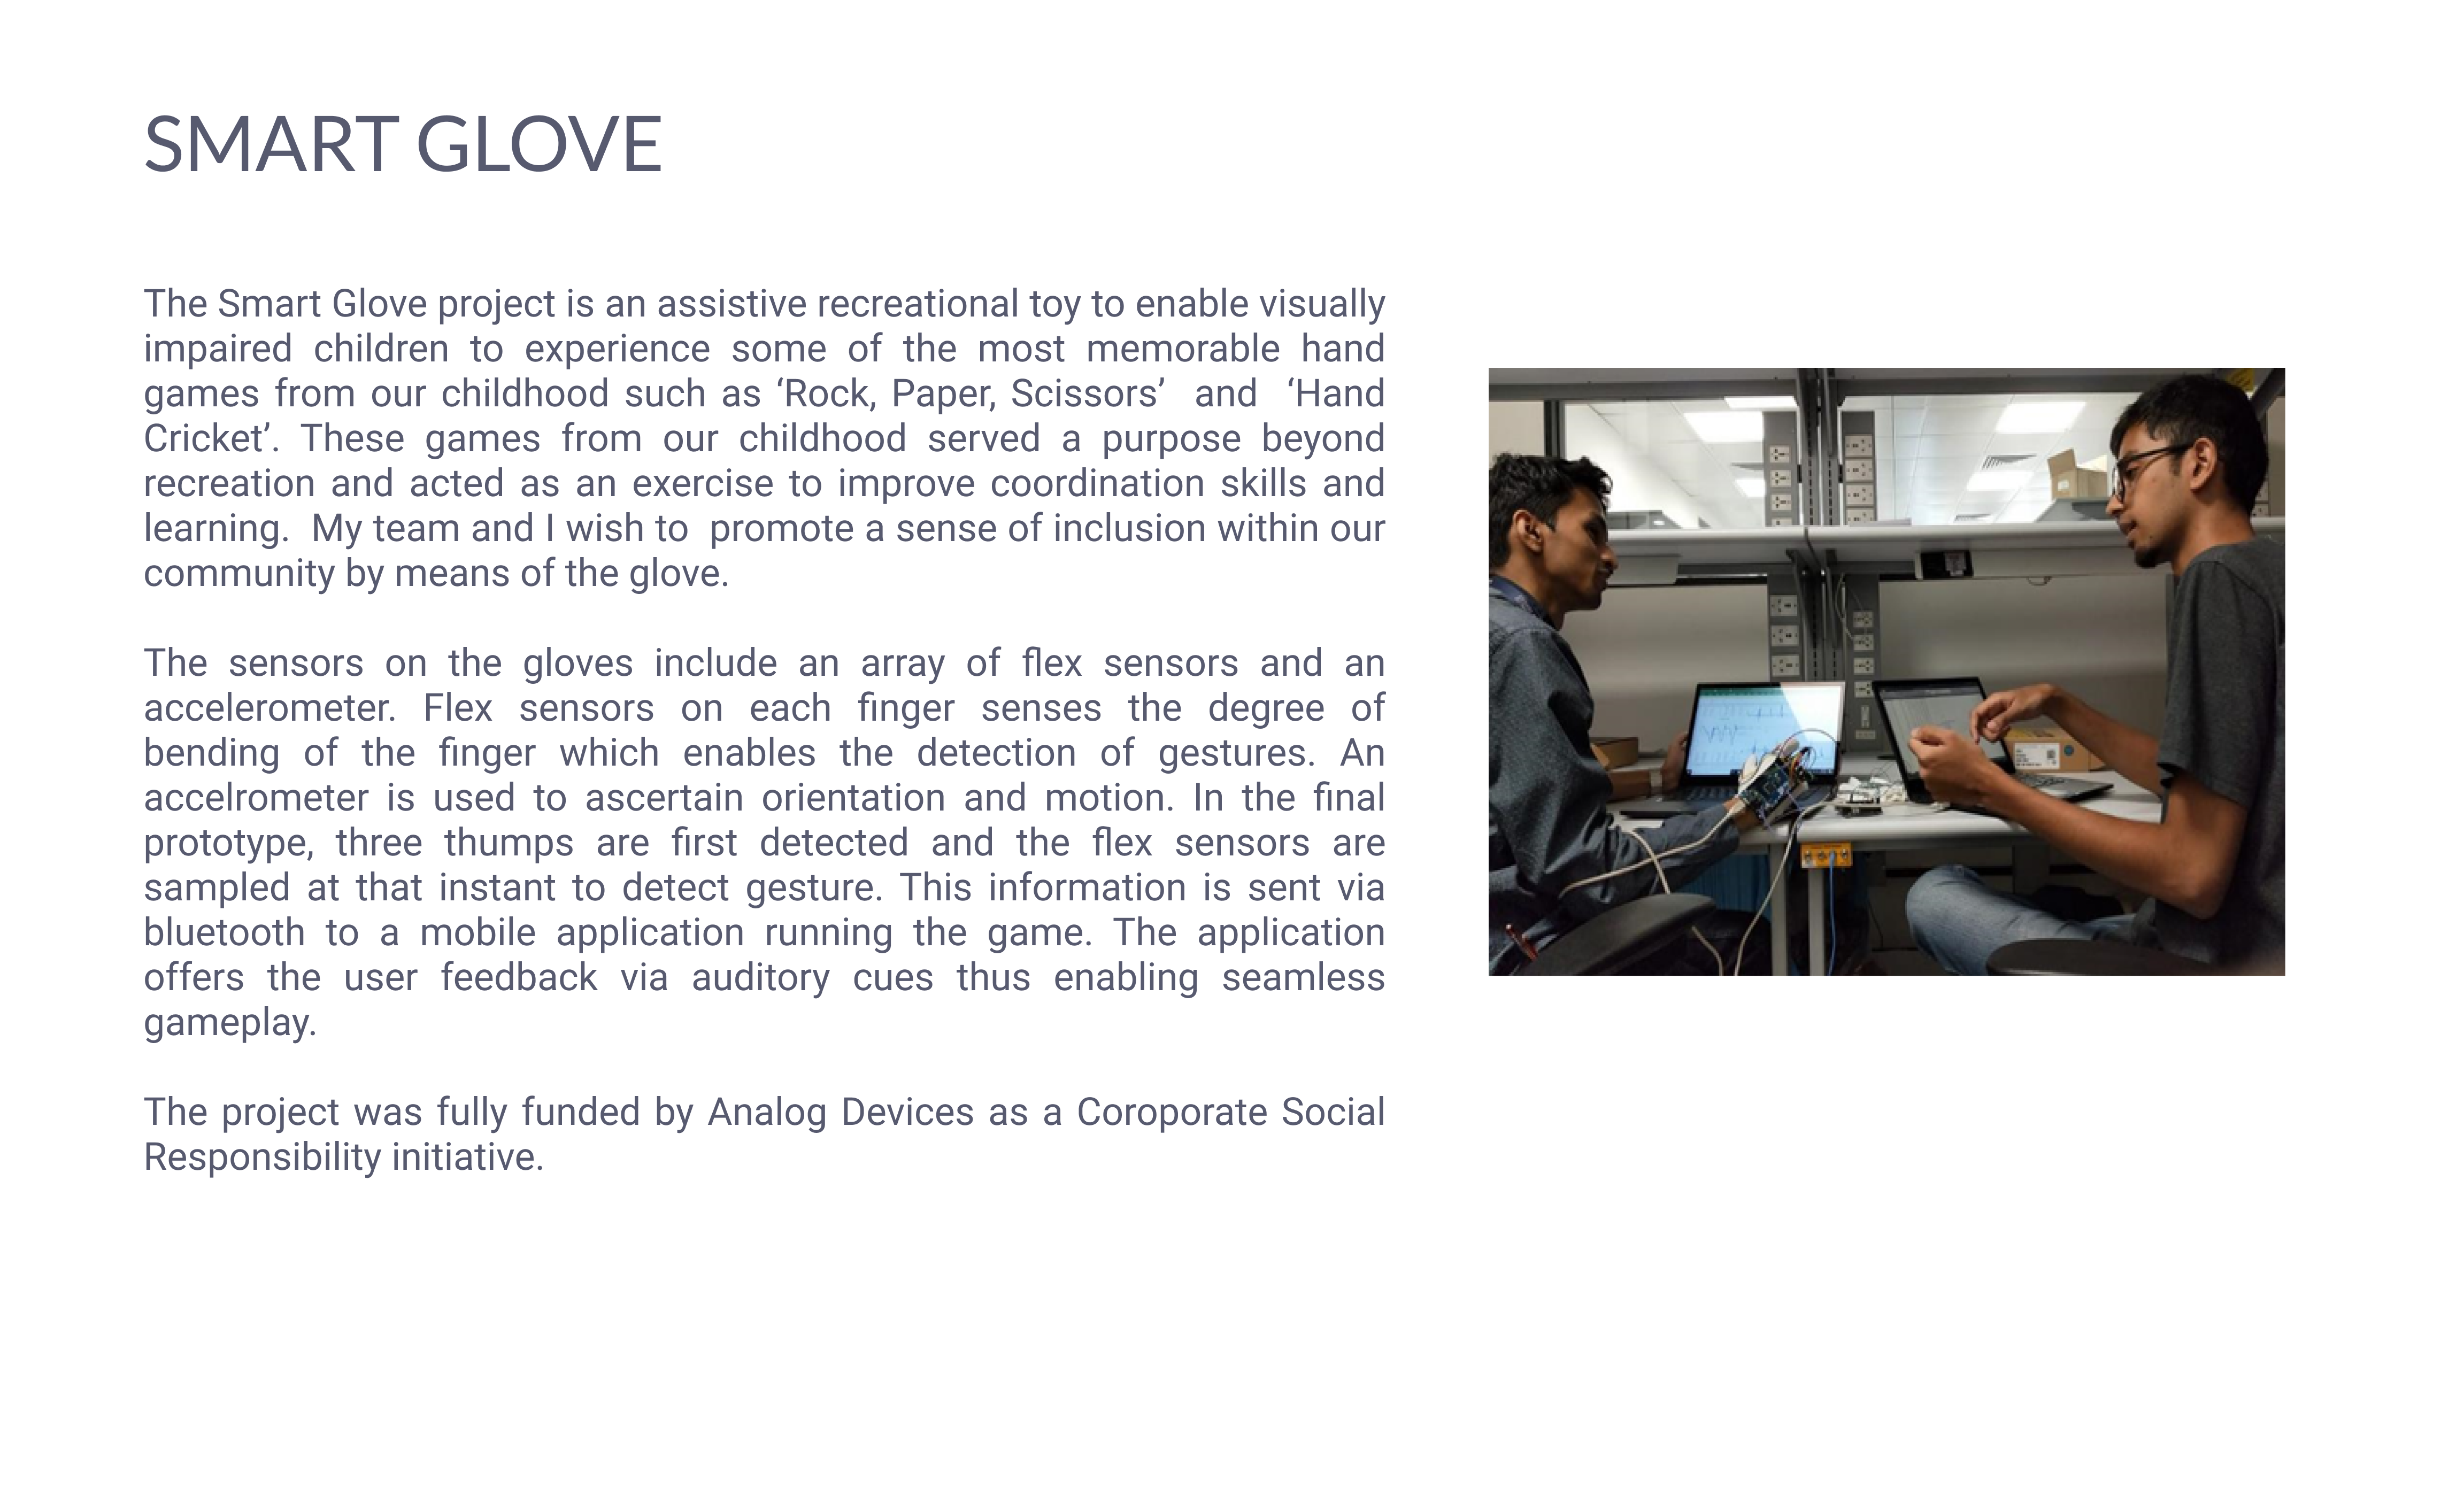 SMART GLOVE
The Smart Glove project is an assistive recreational toy to enable visually
impaired children to experience some of the most memorable hand
games from our childhood such as ‘Rock, Paper, Scissors’  and  ‘Hand
Cricket’. These games from our childhood served a purpose beyond
recreation and acted as an exercise to improve coordination skills and
learning.  My team and I wish to  promote a sense of inclusion within our
community by means of the glove.
The sensors on the gloves include an array of flex sensors and an
accelerometer. Flex sensors on each finger senses the degree of
bending of the finger which enables the detection of gestures. An
accelrometer is used to ascertain orientation and motion. In the final
prototype, three thumps are first detected and the flex sensors are
sampled at that instant to detect gesture. This information is sent via
bluetooth to a mobile application running the game. The application
offers the user feedback via auditory cues thus enabling seamless
gameplay.
The project was fully funded by Analog Devices as a Coroporate Social
Responsibility initiative.